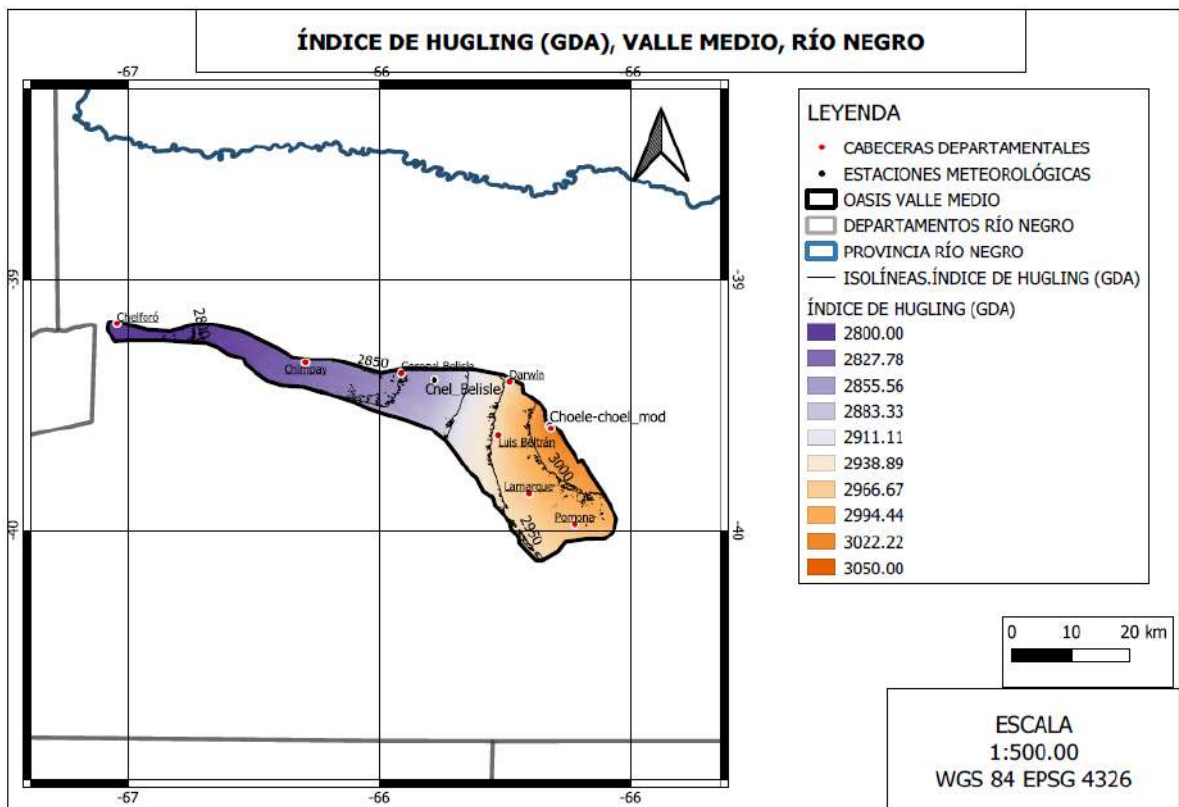 ÍNDICE DE HUGLING (GDA), VALLE MEDIO, RÍO NEGRO
-67
-66
-66
-39
-39
Chelforó
Chimpay
2850
Coronel Belisle
Cnel_Belisle
Darwin
Choele-choel_mod
Luis Beltrán
3000
Lamarque
Pomona
2950
-40
-40
-67
-66
-66
LEYENDA
CABECERAS DEPARTAMENTALES
ESTACIONES METEOROLÓGICAS
OASIS VALLE MEDIO
DEPARTAMENTOS RÍO NEGRO
PROVINCIA RÍO NEGRO
ISOLÍNEAS.ÍNDICE DE HUGLING (GDA)
ÍNDICE DE HUGLING (GDA)
2800.00
2827.78
2855.56
2883.33
2911.11
2938.89
2966.67
2994.44
3022.22
3050.00
0 10 20 km
ESCALA
1:500.00
WGS 84 EPSG 4326